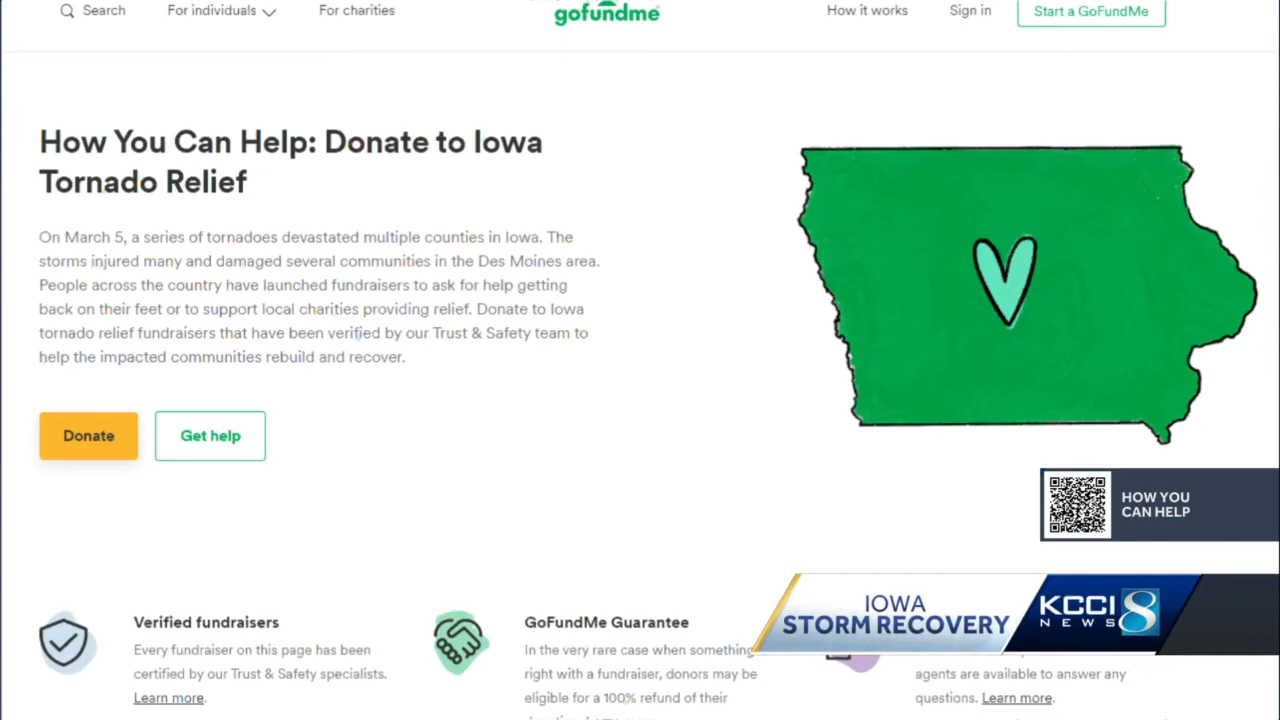 Search
For individuals
For charities
gofundme
How it works
Sign in
Start a GoFundMe
How You Can Help: Donate to Iowa
Tornado Relief
On March 5, a series of tornadoes devastated multiple counties in Iowa. The
storms injured many and damaged several communities in the Des Moines area.
People across the country have launched fundraisers to ask for help getting
back on their feet or to support local charities providing relief. Donate to Iowa
tornado relief fundraisers that have been verified by our Trust & Safety team to
help the impacted communities rebuild and recover.
Donate
Get help
HOW YOU
CAN HELP
IOWA
STORM RECOVERY
KCCI 8
NEWS
Verified fundraisers
Every fundraiser on this page has been
certified by our Trust & Safety specialists.
Learn more.
GoFundMe Guarantee
In the very rare case when something
right with a fundraiser, donors may be
eligible for a 100% refund of their
agents are available to answer any
questions. Learn more.